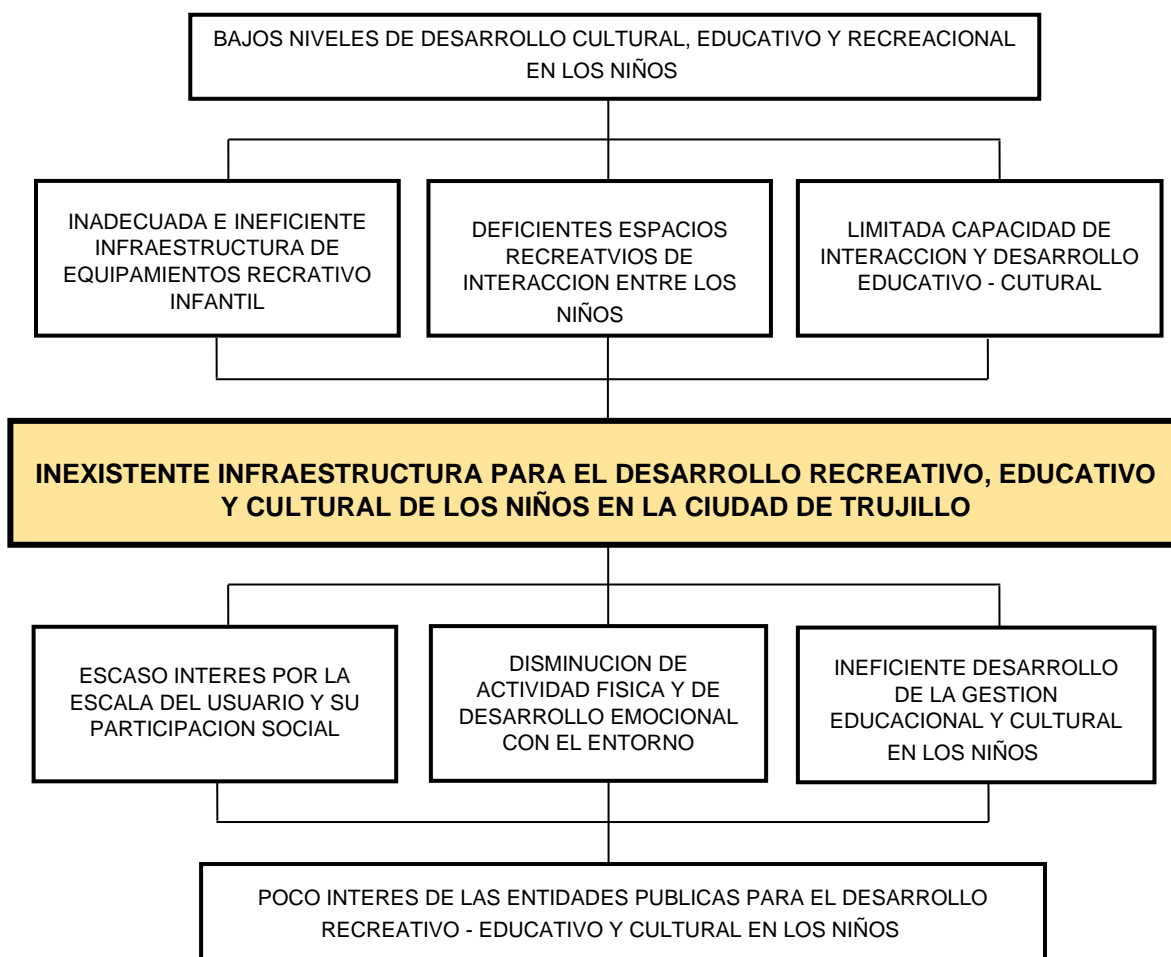 BAJOS NIVELES DE DESARROLLO CULTURAL, EDUCATIVO Y RECREACIONAL
EN LOS NIÑOS
INADECUADA E INEFICIENTE
INFRAESTRUCTURA DE
EQUIPAMIENTOS RECRATIVO
INFANTIL
DEFICIENTES ESPACIOS
RECREATVIOS DE
INTERACCION ENTRE LOS
NIÑOS
LIMITADA CAPACIDAD DE
INTERACCION Y DESARROLLO
EDUCATIVO - CUTURAL
INEXISTENTE INFRAESTRUCTURA PARA EL DESARROLLO RECREATIVO, EDUCATIVO
Y CULTURAL DE LOS NIÑOS EN LA CIUDAD DE TRUJILLO
ESCASO INTERES POR LA
ESCALA DEL USUARIO Y SU
PARTICIPACION SOCIAL
DISMINUCION DE
ACTIVIDAD FISICA Y DE
DESARROLLO EMOCIONAL
CON EL ENTORNO
INEFICIENTE DESARROLLO
DE LA GESTION
EDUCACIONAL Y CULTURAL
EN LOS NIÑOS
POCO INTERES DE LAS ENTIDADES PUBLICAS PARA EL DESARROLLO
RECREATIVO - EDUCATIVO Y CULTURAL EN LOS NIÑOS